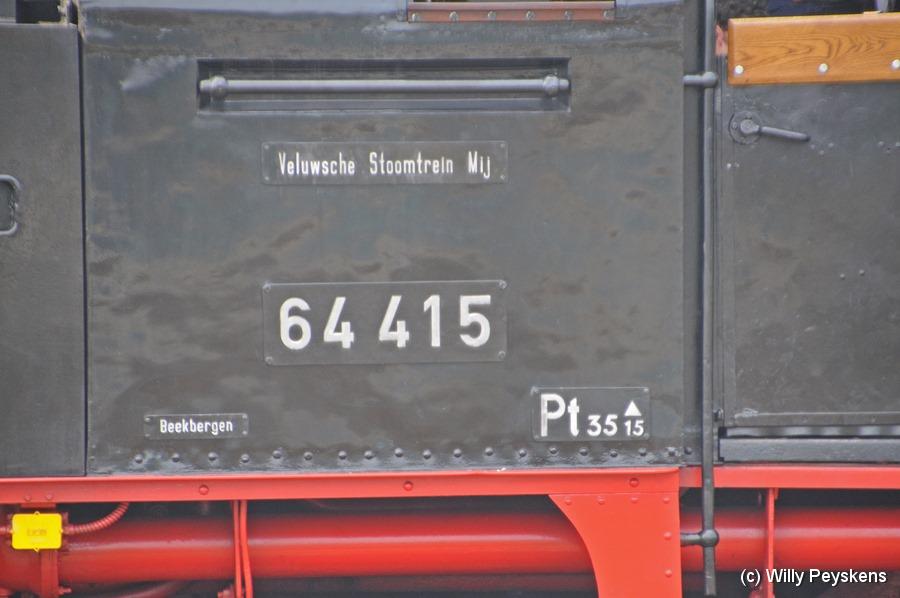 Veluwsche Stoomtrein Mij
64 415
Beekbergen
Pt 35 15
(c) Willy Peyskens